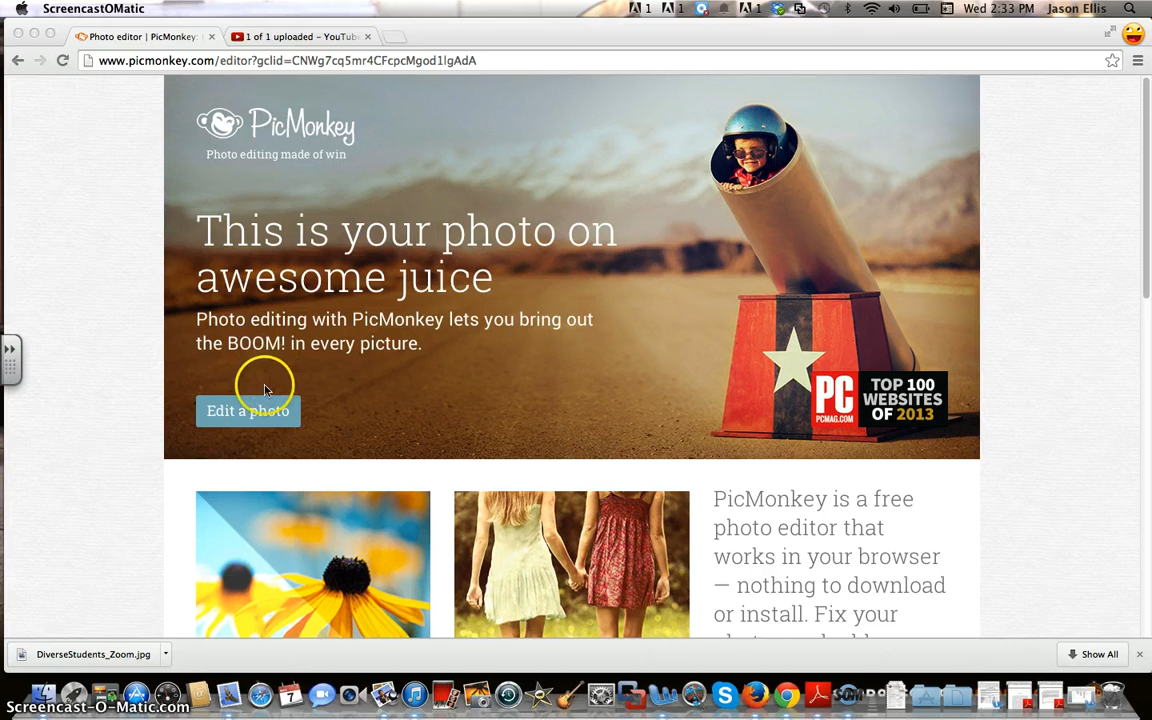 ScreencastOMatic
1
1
1
Wed 2:33 PM
Jason Ellis
Photo editor | PicMonkey:
1 of 1 uploaded – YouTub
www.picmonkey.com/editor?gclid=CNWg7cq5mr4CFcpcMgod1lgAdA
PicMonkey
Photo editing made of win
This is your photo on
awesome juice
Photo editing with PicMonkey lets you bring out
the BOOM! in every picture.
Edit a photo
PC
PCMAG.COM
TOP 100
WEBSITES
OF 2013
PicMonkey is a free
photo editor that
works in your browser
— nothing to download
or install. Fix your
DiverseStudents_Zoom.jpg
Show All
7
Screencast-O-Matic.com